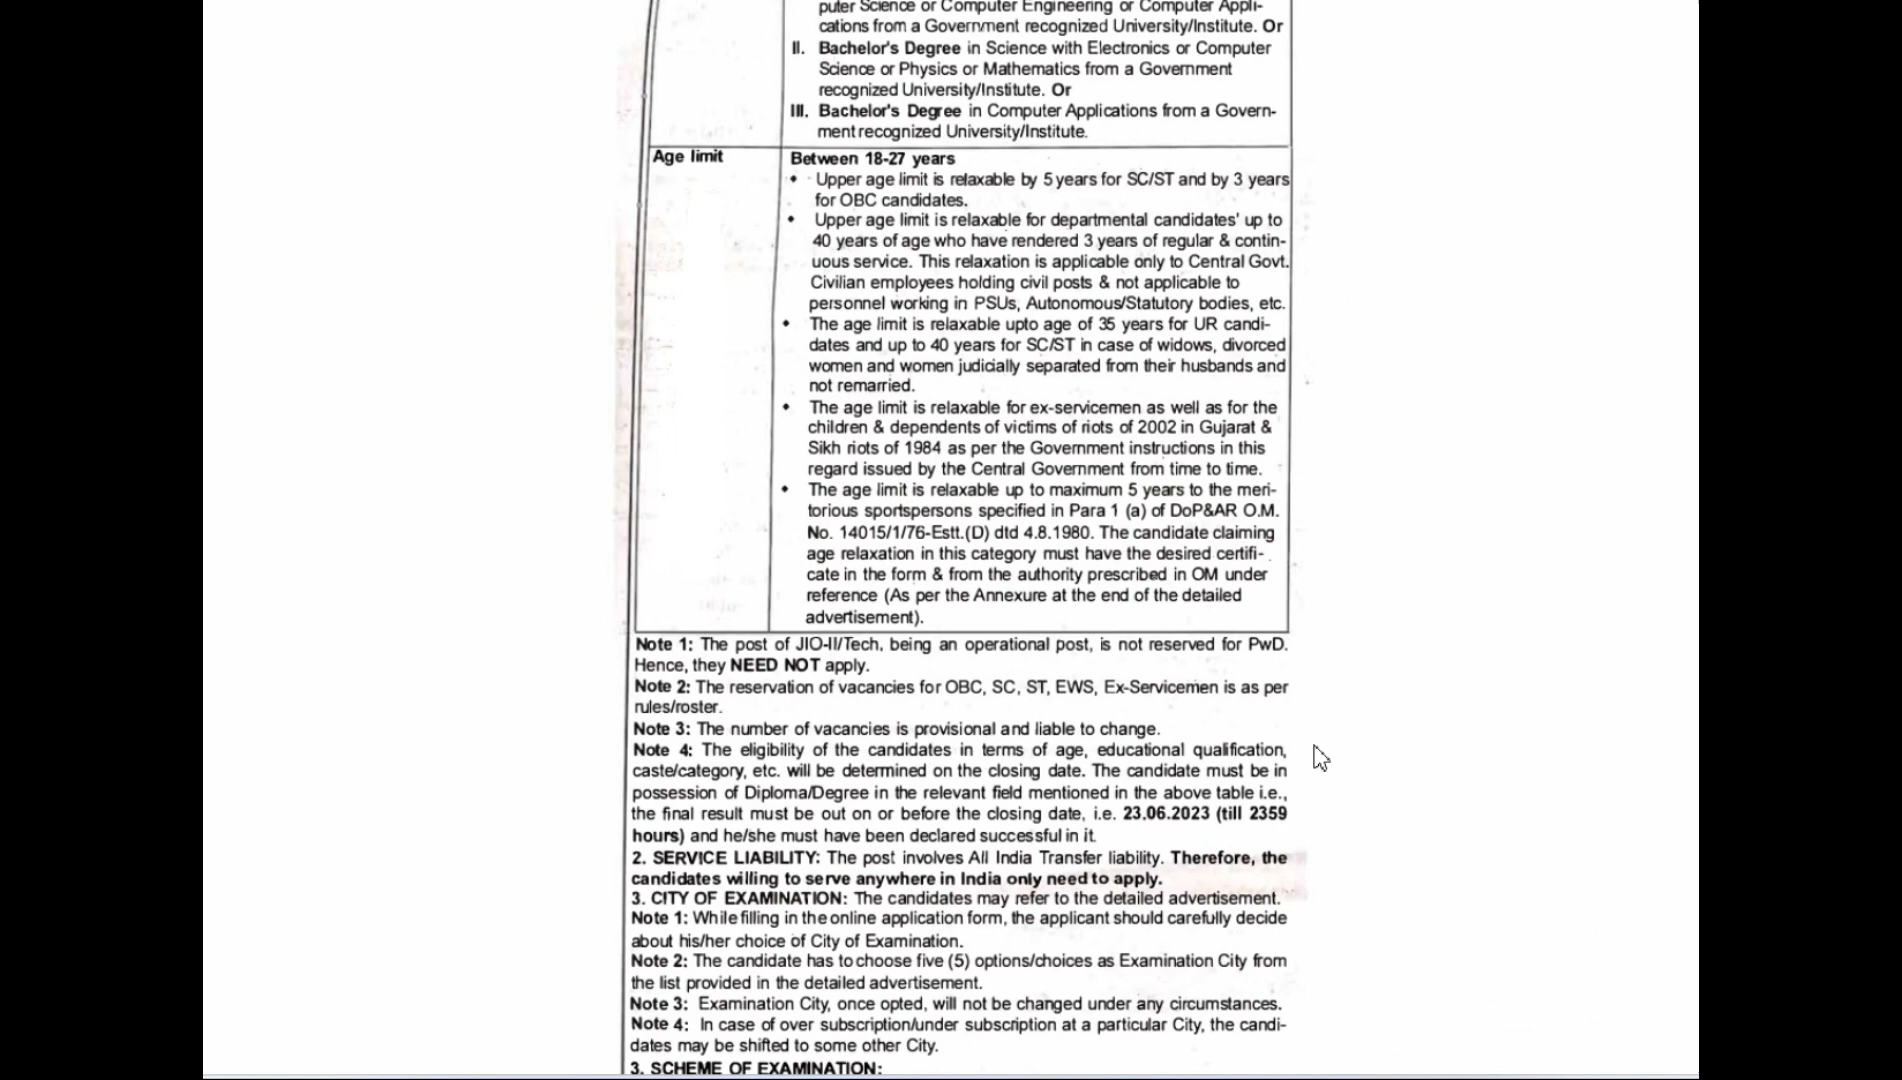 puter Science or Computer Engineering or Computer Appli-
cations from a Government recognized University/Institute. Or
II. Bachelor's Degree in Science with Electronics or Computer
Science or Physics or Mathematics from a Government
recognized University/Institute. Or
III. Bachelor's Degree in Computer Applications from a Govern-
ment recognized University/Institute.
Age limit
Between 18-27 years
• Upper age limit is relaxable by 5 years for SC/ST and by 3 years
for OBC candidates.
• Upper age limit is relaxable for departmental candidates' up to
40 years of age who have rendered 3 years of regular & contin-
uous service. This relaxation is applicable only to Central Govt.
Civilian employees holding civil posts & not applicable to
personnel working in PSUs, Autonomous/Statutory bodies, etc.
• The age limit is relaxable upto age of 35 years for UR candi-
dates and up to 40 years for SC/ST in case of widows, divorced
women and women judicially separated from their husbands and
not remarried.
• The age limit is relaxable for ex-servicemen as well as for the
children & dependents of victims of riots of 2002 in Gujarat &
Sikh riots of 1984 as per the Government instructions in this
regard issued by the Central Government from time to time.
• The age limit is relaxable up to maximum 5 years to the meri-
torious sportspersons specified in Para 1 (a) of DoP&AR O.M.
No. 14015/1/76-Estt.(D) dtd 4.8.1980. The candidate claiming
age relaxation in this category must have the desired certifi-
cate in the form & from the authority prescribed in OM under
reference (As per the Annexure at the end of the detailed
advertisement).
Note 1: The post of JIO-II/Tech, being an operational post, is not reserved for PwD.
Hence, they NEED NOT apply.
Note 2: The reservation of vacancies for OBC, SC, ST, EWS, Ex-Servicemen is as per
rules/roster.
Note 3: The number of vacancies is provisional and liable to change.
Note 4: The eligibility of the candidates in terms of age, educational qualification,
caste/category, etc. will be determined on the closing date. The candidate must be in
possession of Diploma/Degree in the relevant field mentioned in the above table i.e.,
the final result must be out on or before the closing date, i.e. 23.06.2023 (till 2359
hours) and he/she must have been declared successful in it.
2. SERVICE LIABILITY: The post involves All India Transfer liability. Therefore, the
candidates willing to serve anywhere in India only need to apply.
3. CITY OF EXAMINATION: The candidates may refer to the detailed advertisement.
Note 1: While filling in the online application form, the applicant should carefully decide
about his/her choice of City of Examination.
Note 2: The candidate has to choose five (5) options/choices as Examination City from
the list provided in the detailed advertisement.
Note 3: Examination City, once opted, will not be changed under any circumstances.
Note 4: In case of over subscription/under subscription at a particular City, the candi-
dates may be shifted to some other City.
3. SCHEME OF EXAMINATION: